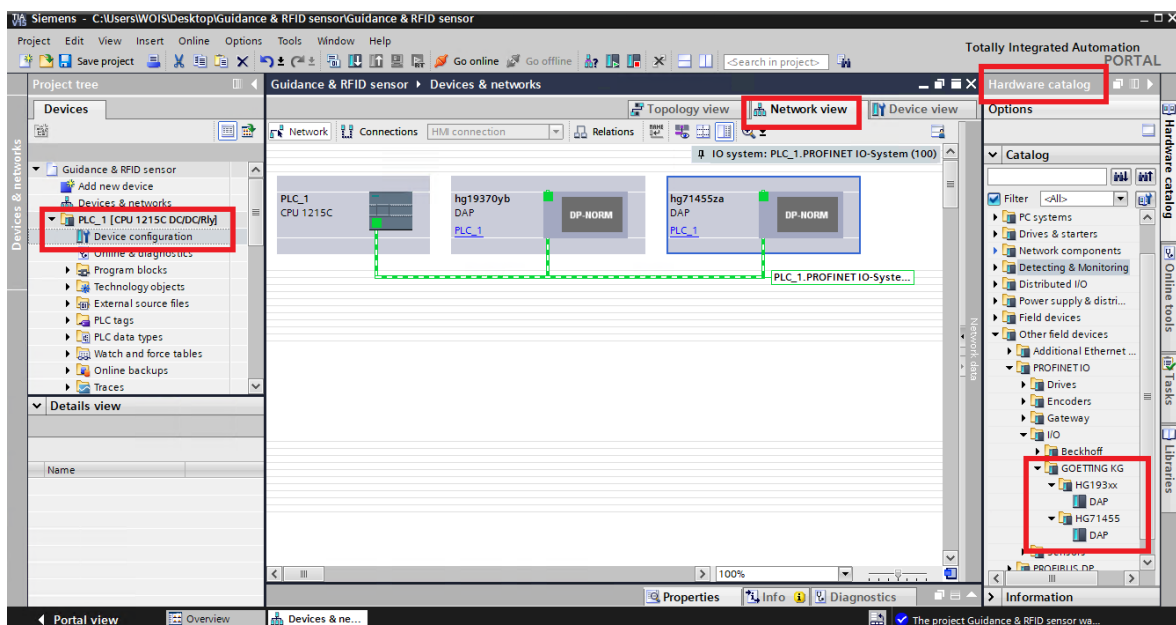 Siemens - C:\Users\WOIS\Desktop\Guidance & RFID sensor\Guidance & RFID sensor
Project Edit View Insert Online Options Tools Window Help
Totally Integrated Automation
PORTAL
Save project
Go online
Go offline
<Search in project>
Project tree
Devices
Guidance & RFID sensor
Add new device
Devices & networks
PLC_1 [CPU 1215C DC/DC/Rly]
Device configuration
Online & diagnostics
Program blocks
Technology objects
External source files
PLC tags
PLC data types
Watch and force tables
Online backups
Traces
Details view
Name
Devices & networks
Guidance & RFID sensor Devices & networks
Topology view
Network view
Device view
Network
Connections
HMI connection
Relations
IO system: PLC_1.PROFINET IO-System (100)
PLC_1
CPU 1215C
hg19370yb
DAP
PLC_1
DP-NORM
hg71455za
DAP
PLC_1
DP-NORM
PLC_1.PROFINET IO-Syste...
Network data
100%
Properties
Info
Diagnostics
Hardware catalog
Options
Catalog
Filter
<All>
PC systems
Drives & starters
Network components
Detecting & Monitoring
Distributed I/O
Power supply & distri...
Field devices
Other field devices
Additional Ethernet ...
PROFINET IO
Drives
Encoders
Gateway
I/O
Beckhoff
GOETTING KG
HG193xx
DAP
HG71455
DAP
Sensors
PROFIBUS DP
Information
Hardware catalog
Online tools
Tasks
Libraries
Portal view
Overview
Devices & ne...
The project Guidance & RFID sensor wa...